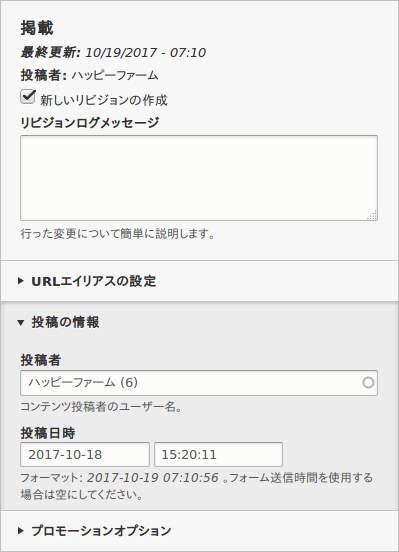 掲載
最終更新: 10/19/2017 - 07:10
投稿者: ハッピーファーム
新しいリビジョンの作成
リビジョンログメッセージ
行った変更について簡単に説明します。
URLエイリアスの設定
投稿の情報
投稿者
ハッピーファーム (6)
コンテンツ投稿者のユーザー名。
投稿日時
2017-10-18 15:20:11
フォーマット: 2017-10-19 07:10:56 。フォーム送信時間を使用する
場合は空にしてください。
プロモーションオプション